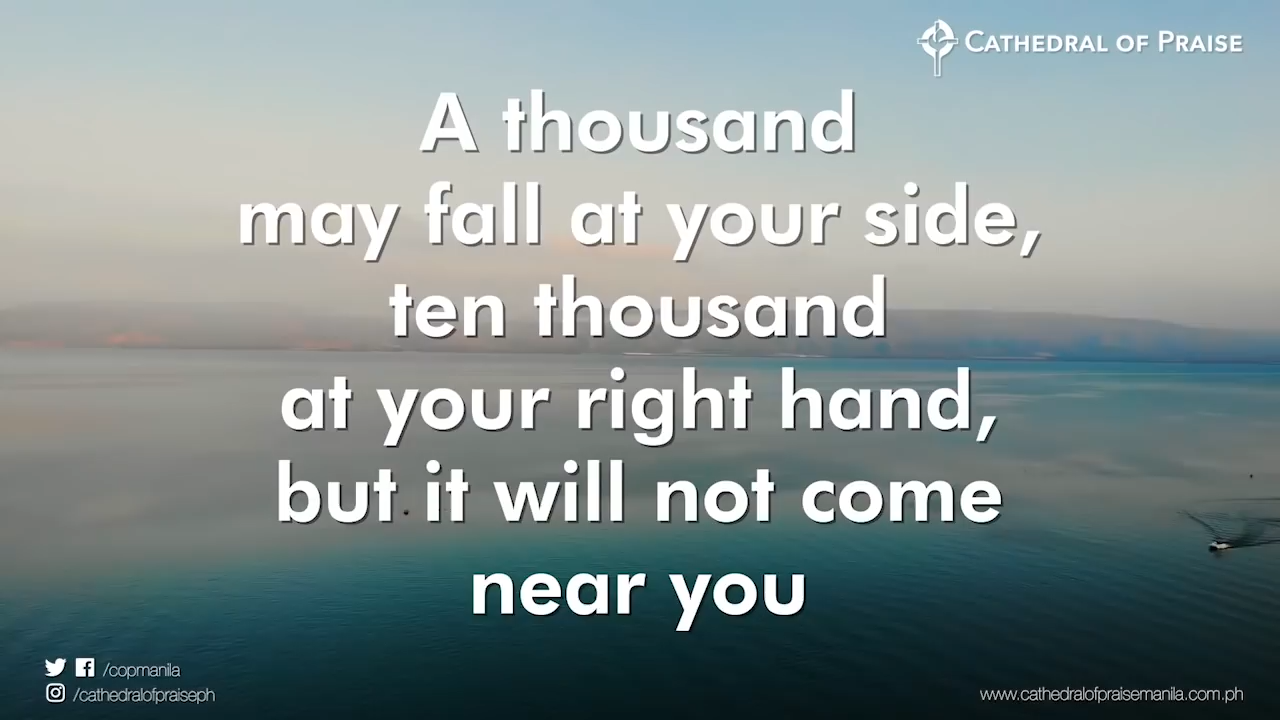 CATHEDRAL OF PRAISE
A thousand
may fall at your side,
ten thousand
at your right hand,
but it will not come
near you
/copmanila
/cathedralofpraiseph
www.cathedralofpraisemanila.com.ph